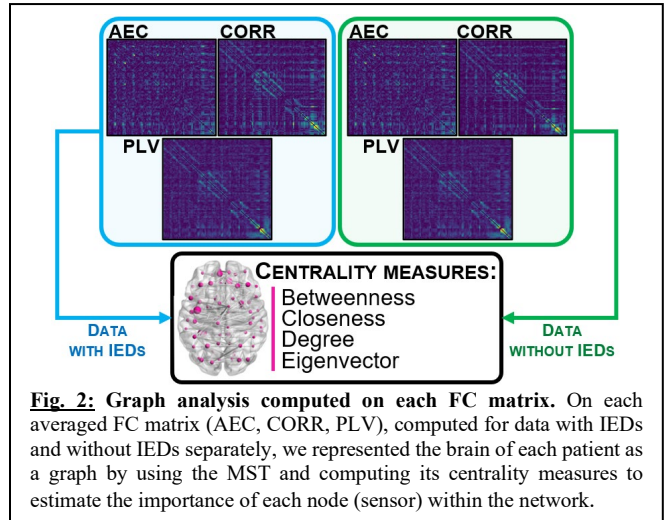 AEC CORR AEC CORR
PLV PLV
CENTRALITY MEASURES:
Betweenness
Closeness
Degree
Eigenvector
DATA
WITH IEDS
DATA
WITHOUT IEDS
Fig. 2: Graph analysis computed on each FC matrix. On each
averaged FC matrix (AEC, CORR, PLV), computed for data with IEDs
and without IEDs separately, we represented the brain of each patient as
a graph by using the MST and computing its centrality measures to
estimate the importance of each node (sensor) within the network.